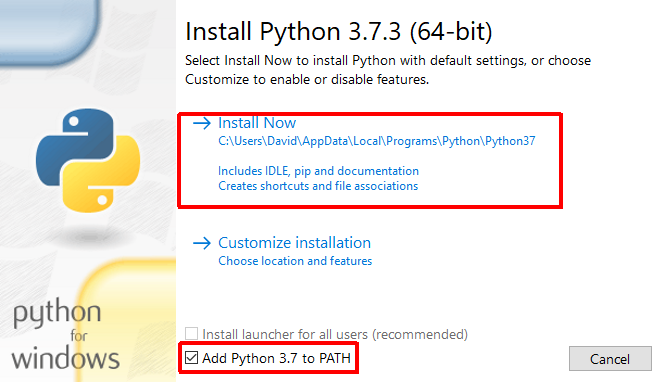 Install Python 3.7.3 (64-bit)
Select Install Now to install Python with default settings, or choose
Customize to enable or disable features.
Install Now
C:\Users\David\AppData\Local\Programs\Python\Python37
Includes IDLE, pip and documentation
Creates shortcuts and file associations
Customize installation
Choose location and features
Install launcher for all users (recommended)
Add Python 3.7 to PATH
Cancel
python
for
windows